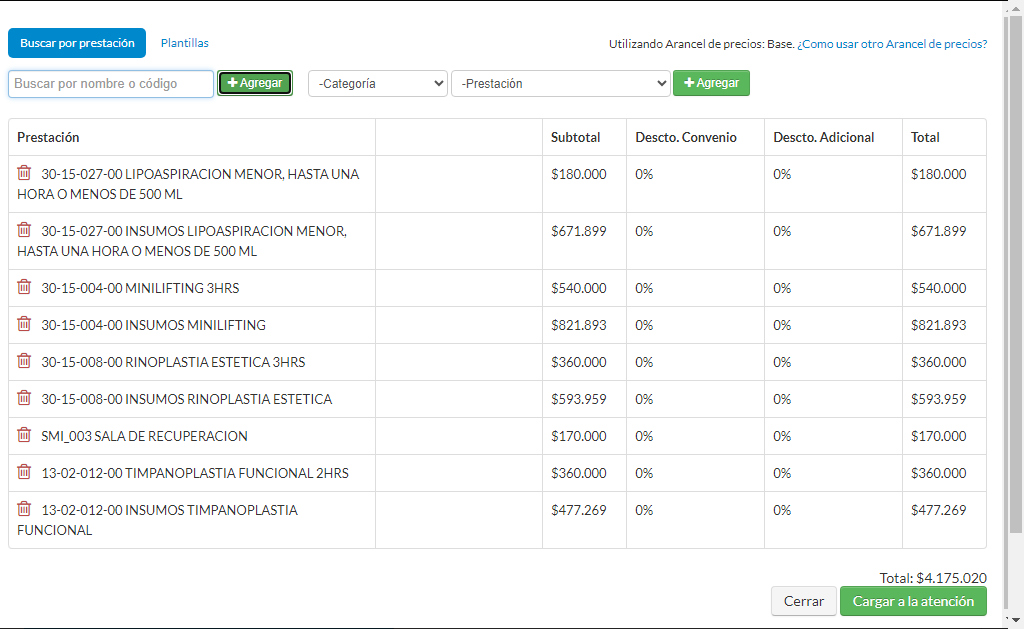 Buscar por prestación Plantillas Utilizando Arancel de precios: Base. ¿Como usar otro Arancel de precios?
Buscar por nombre o código + Agregar -Categoría -Prestación + Agregar
Prestación Subtotal Descto. Convenio Descto. Adicional Total
30-15-027-00 LIPOASPIRACION MENOR, HASTA UNA $180.000 0% 0% $180.000
HORA O MENOS DE 500 ML
30-15-027-00 INSUMOS LIPOASPIRACION MENOR, $671.899 0% 0% $671.899
HASTA UNA HORA O MENOS DE 500 ML
30-15-004-00 MINILIFTING 3HRS $540.000 0% 0% $540.000
30-15-004-00 INSUMOS MINILIFTING $821.893 0% 0% $821.893
30-15-008-00 RINOPLASTIA ESTETICA 3HRS $360.000 0% 0% $360.000
30-15-008-00 INSUMOS RINOPLASTIA ESTETICA $593.959 0% 0% $593.959
SMI_003 SALA DE RECUPERACION $170.000 0% 0% $170.000
13-02-012-00 TIMPANOPLASTIA FUNCIONAL 2HRS $360.000 0% 0% $360.000
13-02-012-00 INSUMOS TIMPANOPLASTIA $477.269 0% 0% $477.269
FUNCIONAL
Total: $4.175.020
Cerrar Cargar a la atención